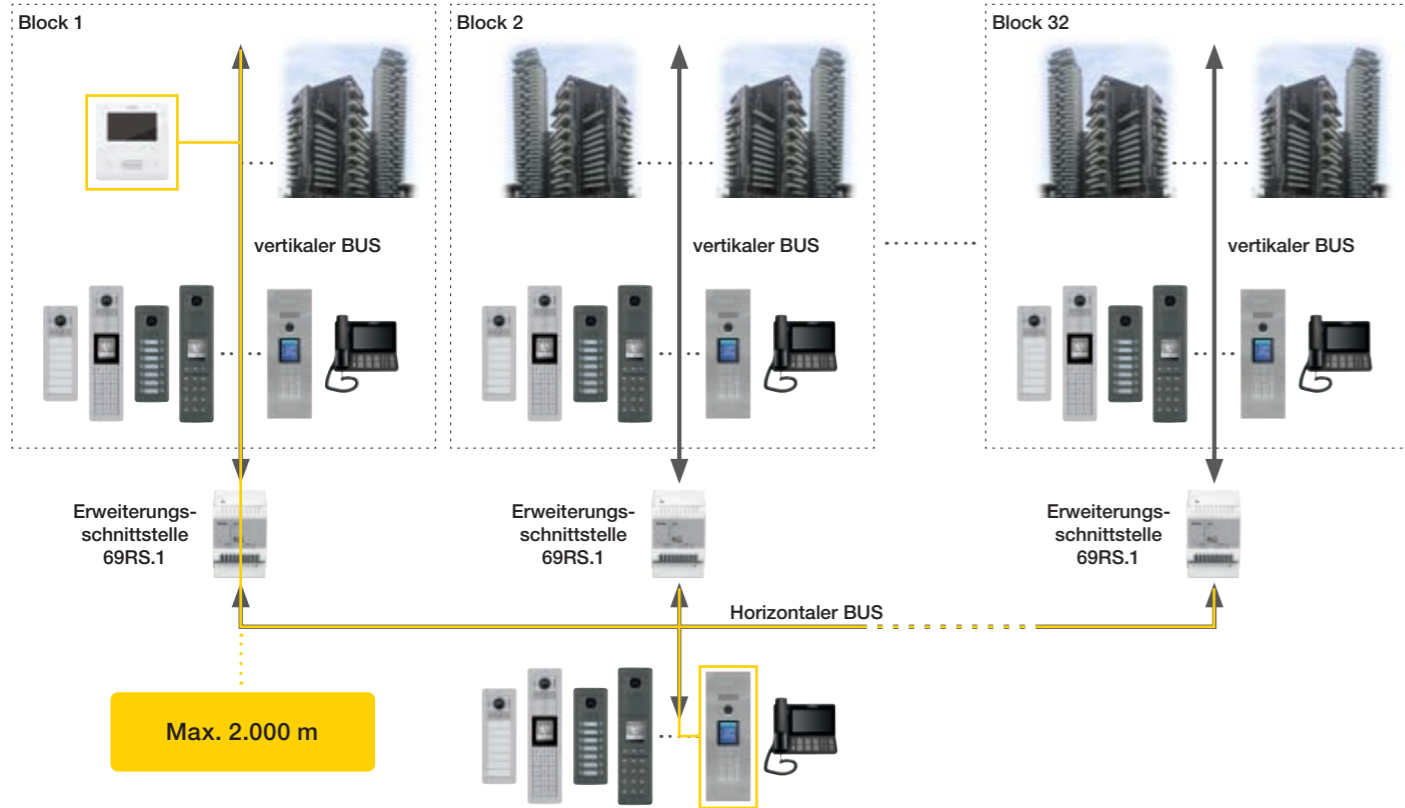 Block 1
Block 2
Block 32
vertikaler BUS
vertikaler BUS
vertikaler BUS
Erweiterungs-
schnittstelle
69RS.1
Erweiterungs-
schnittstelle
69RS.1
Erweiterungs-
schnittstelle
69RS.1
Horizontaler BUS
Max. 2.000 m